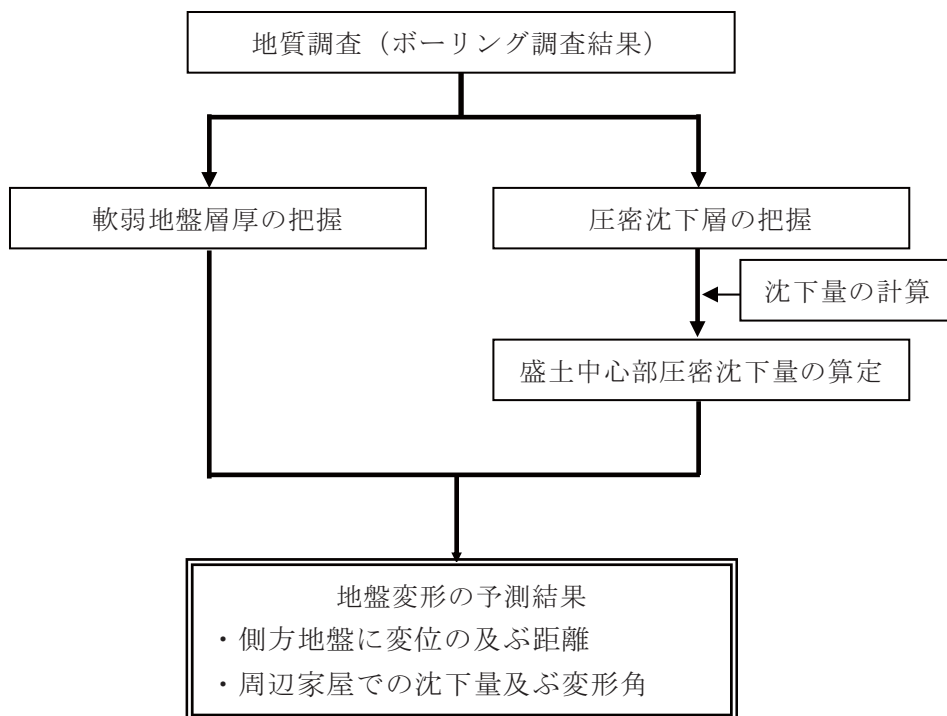 地質調査（ボーリング調査結果）
軟弱地盤層厚の把握
圧密沈下層の把握
沈下量の計算
盛土中心部圧密沈下量の算定
地盤変形の予測結果
・側方地盤に変位の及ぶ距離
・周辺家屋での沈下量及ぶ変形角